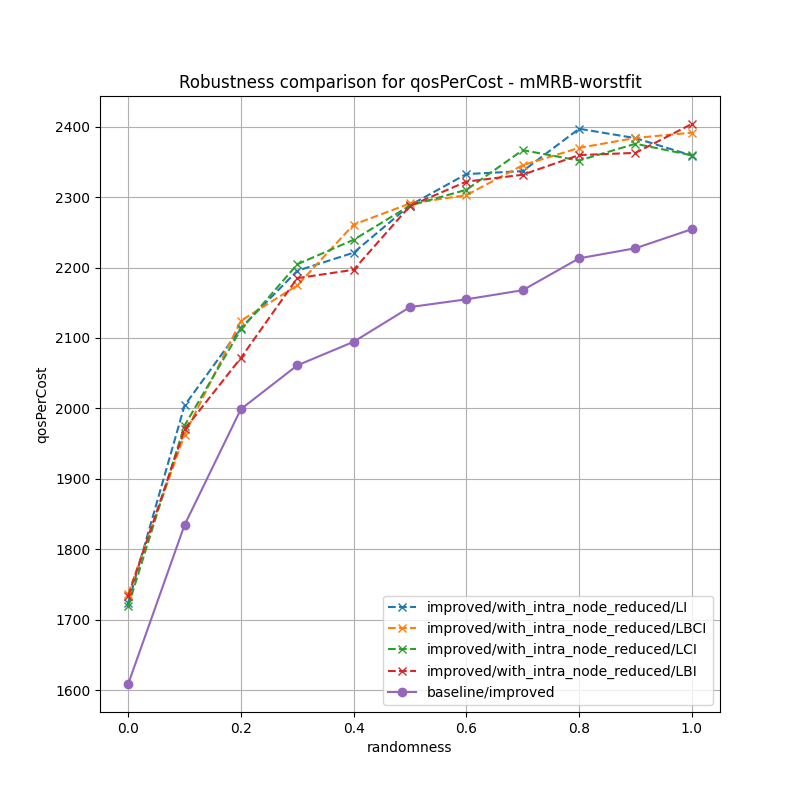 Robustness comparison for qosPerCost - mMRB-worstfit
qosPerCost
2400
2300
2200
2100
2000
1900
1800
1700
1600
0.0 0.2 0.4 0.6 0.8 1.0
randomness
improved/with_intra_node_reduced/LI
improved/with_intra_node_reduced/LBCI
improved/with_intra_node_reduced/LCI
improved/with_intra_node_reduced/LBI
baseline/improved